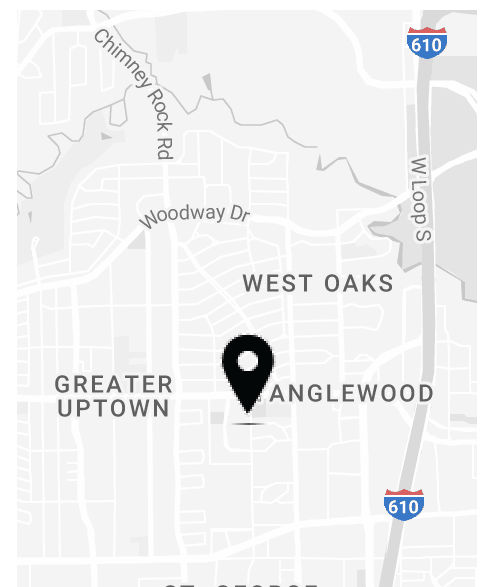 610
Chimney Rock Rd
W Loop S
Woodway Dr
WEST OAKS
GREATER
UPTOWN
ANGLEWOOD
610